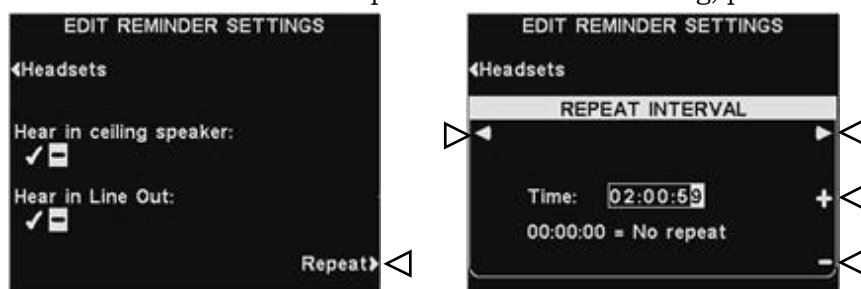 EDIT REMINDER SETTINGS
◀Headsets
Hear in ceiling speaker:
✓ –
Hear in Line Out:
✓ –
Repeat▶
EDIT REMINDER SETTINGS
◀Headsets
REPEAT INTERVAL
◀ ▶
Time: 02:00:59 +
00:00:00 = No repeat
–